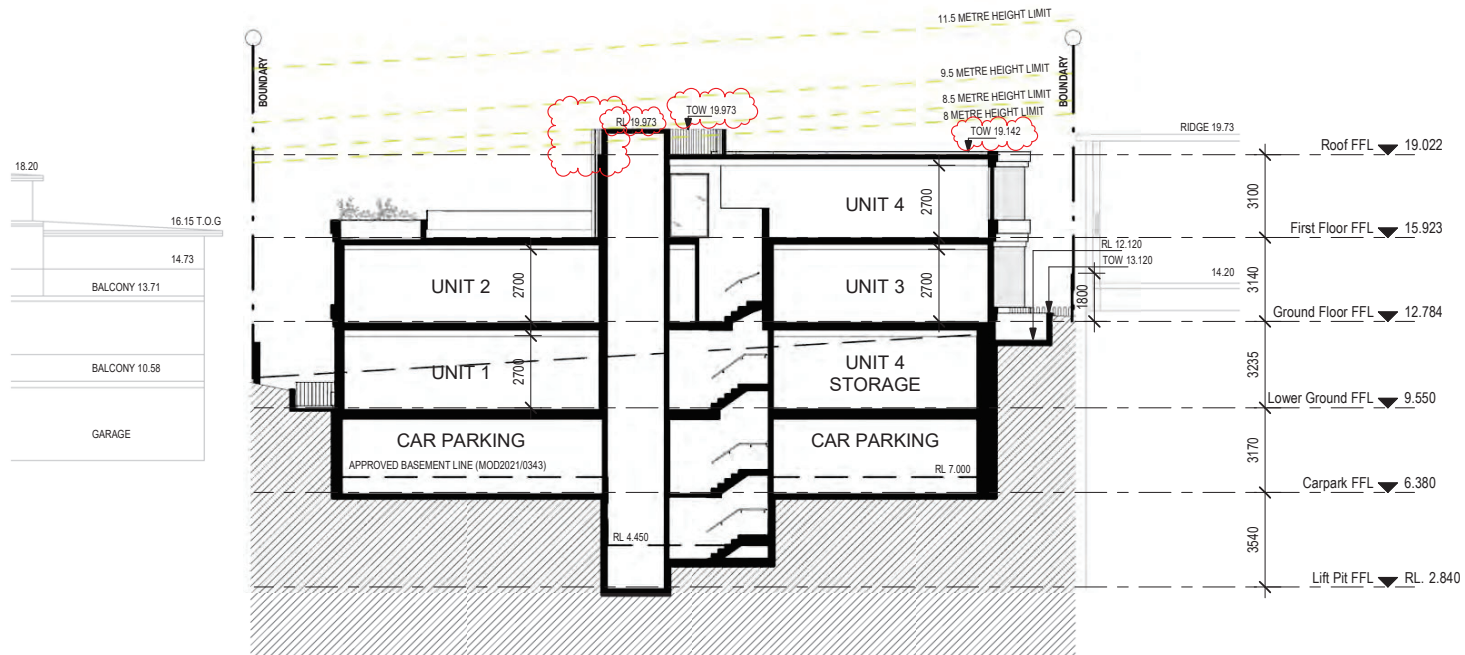 11.5 METRE HEIGHT LIMIT
9.5 METRE HEIGHT LIMIT
8.5 METRE HEIGHT LIMIT
8 METRE HEIGHT LIMIT
BOUNDARY
BOUNDARY
RL 19.973
TOW 19.973
TOW 19.142
RIDGE 19.73
Roof FFL 19.022
18.20
16.15 T.O.G
14.73
BALCONY 13.71
BALCONY 10.58
GARAGE
UNIT 4
2700
3100
First Floor FFL 15.923
RL 12.120
TOW 13.120
14.20
1800
UNIT 2
2700
UNIT 3
2700
3140
Ground Floor FFL 12.784
UNIT 1
2700
UNIT 4
STORAGE
3235
Lower Ground FFL 9.550
CAR PARKING
APPROVED BASEMENT LINE (MOD2021/0343)
CAR PARKING
RL 7.000
3170
Carpark FFL 6.380
RL 4.450
3540
Lift Pit FFL RL. 2.840